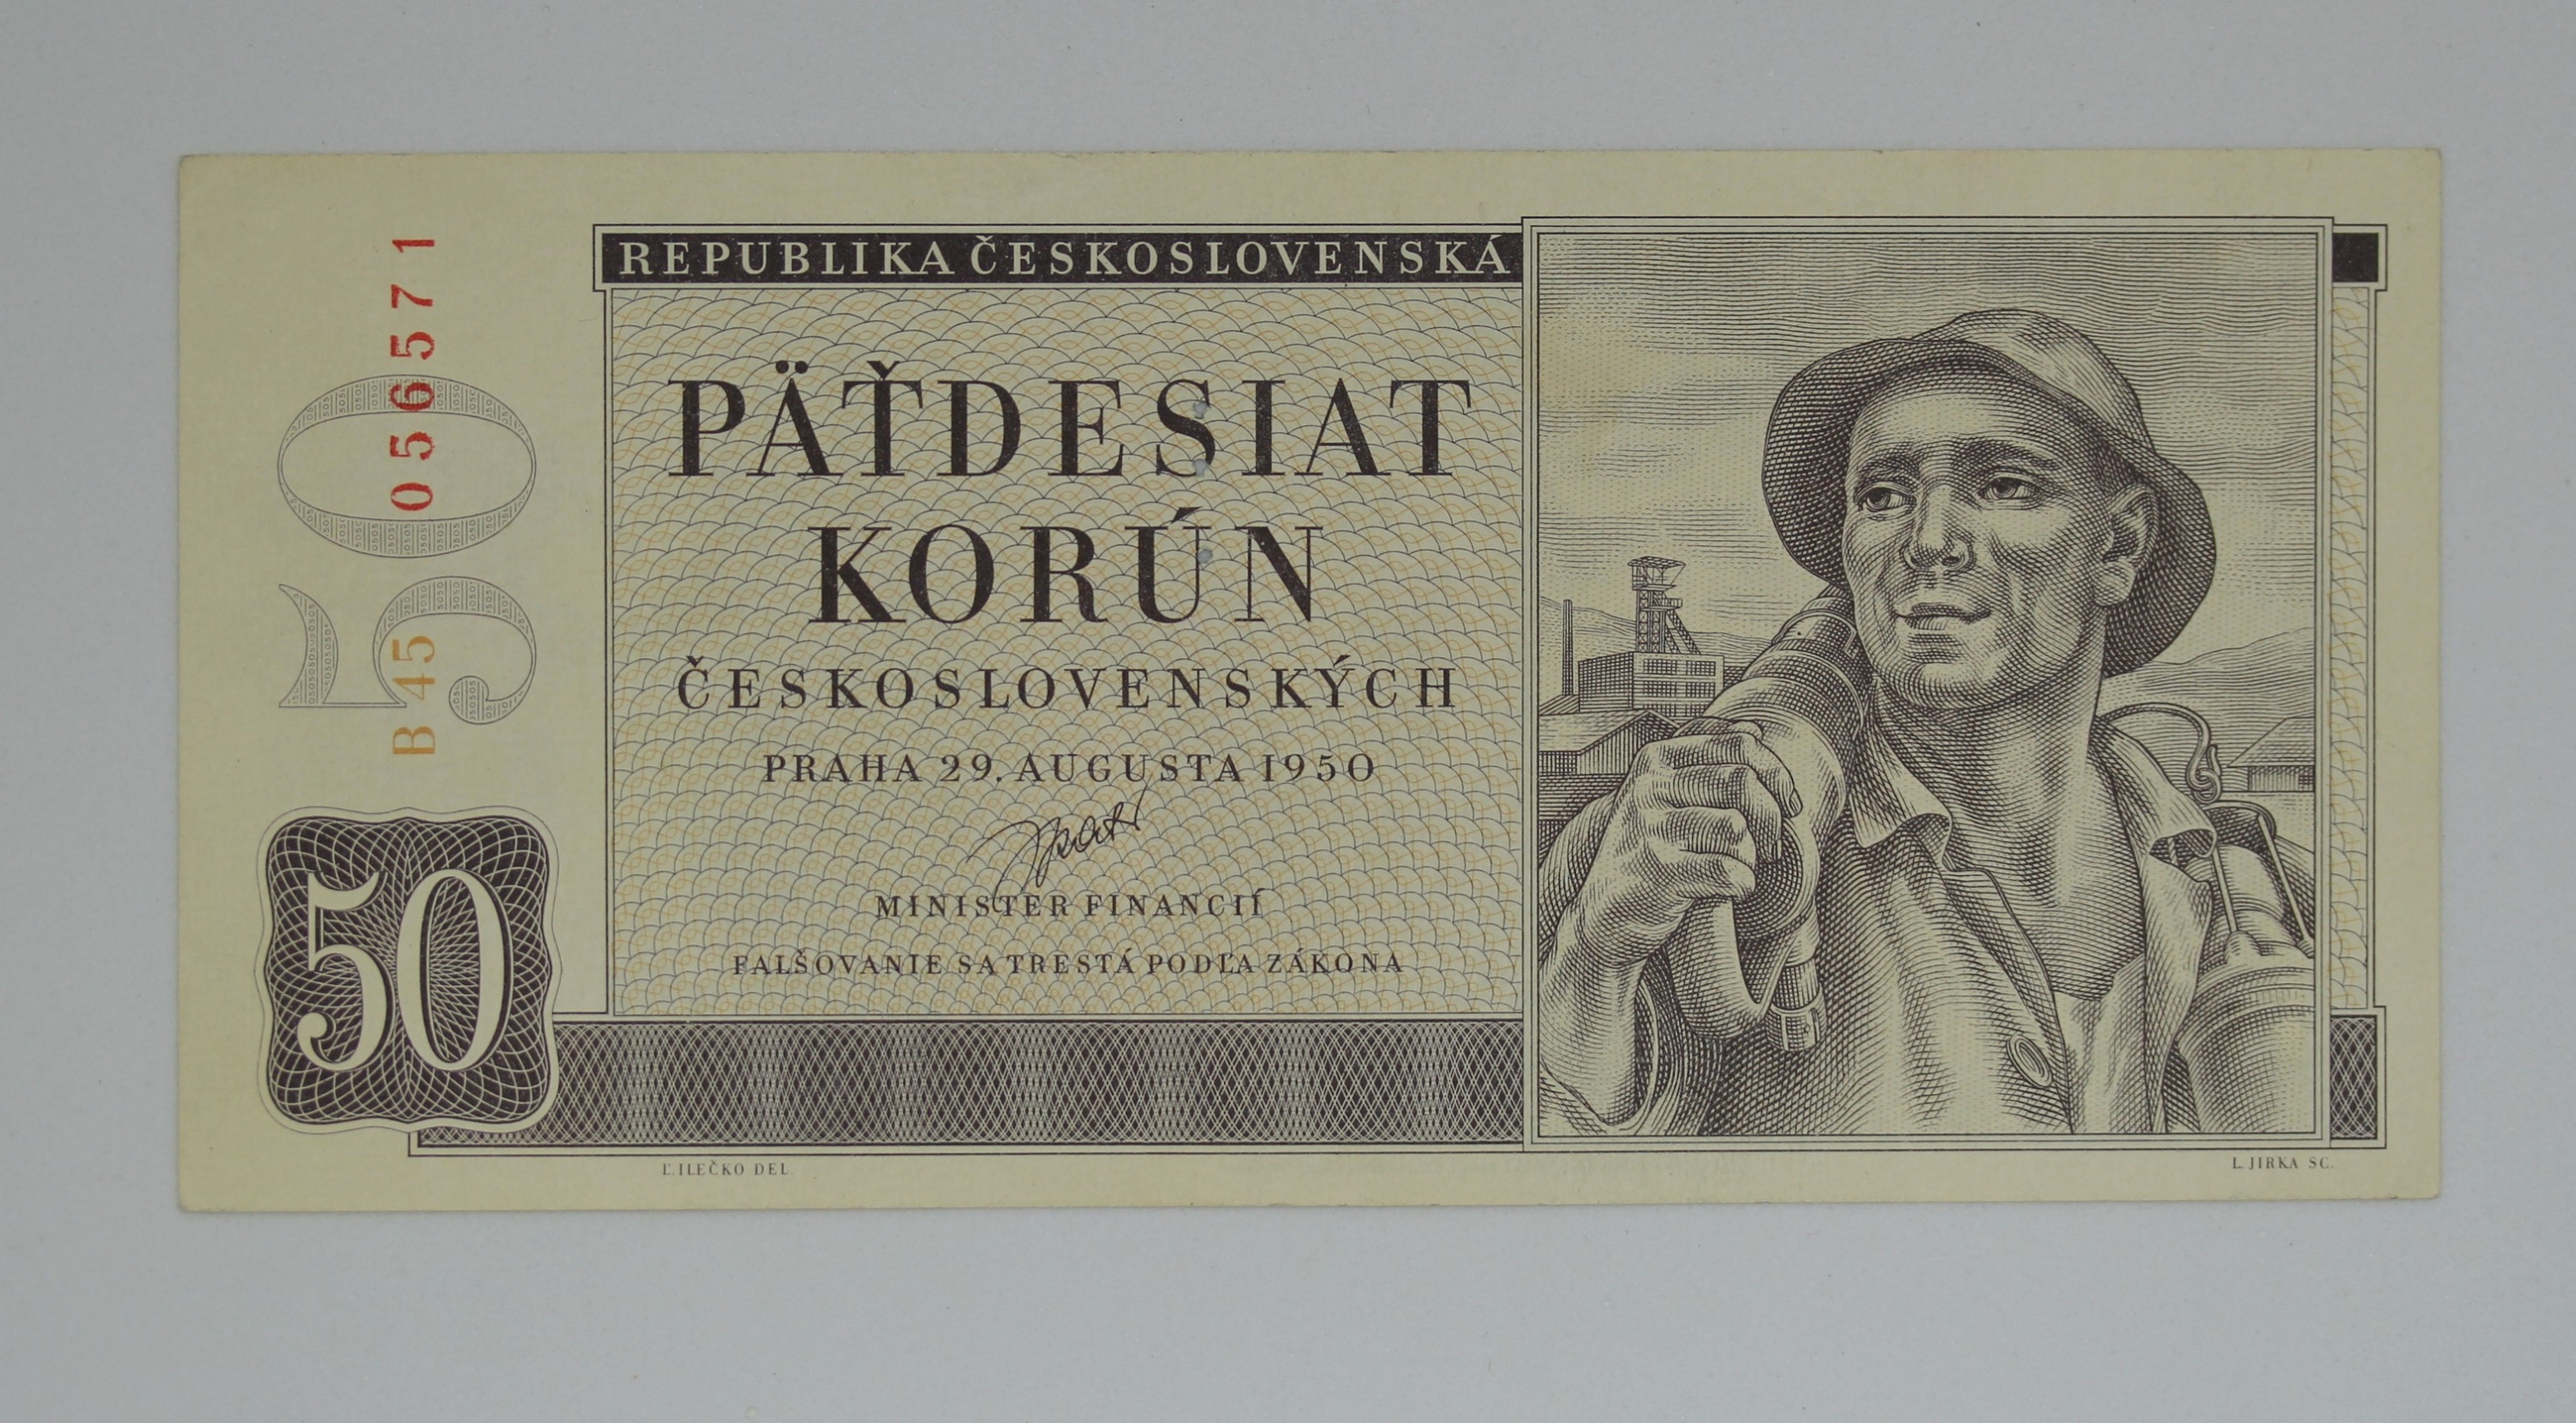 REPUBLIKA ČESKOSLOVENSKÁ
PÄŤDESIAT
KORÚN
ČESKOSLOVENSKÝCH
PRAHA 29. AUGUSTA 1950
MINISTER FINANCIÍ
FALŠOVANIE SA TRESTÁ PODĽA ZÁKONA
50
B 45 056571
50
Ľ. ILEČKO DEL.
L. JIRKA SC.